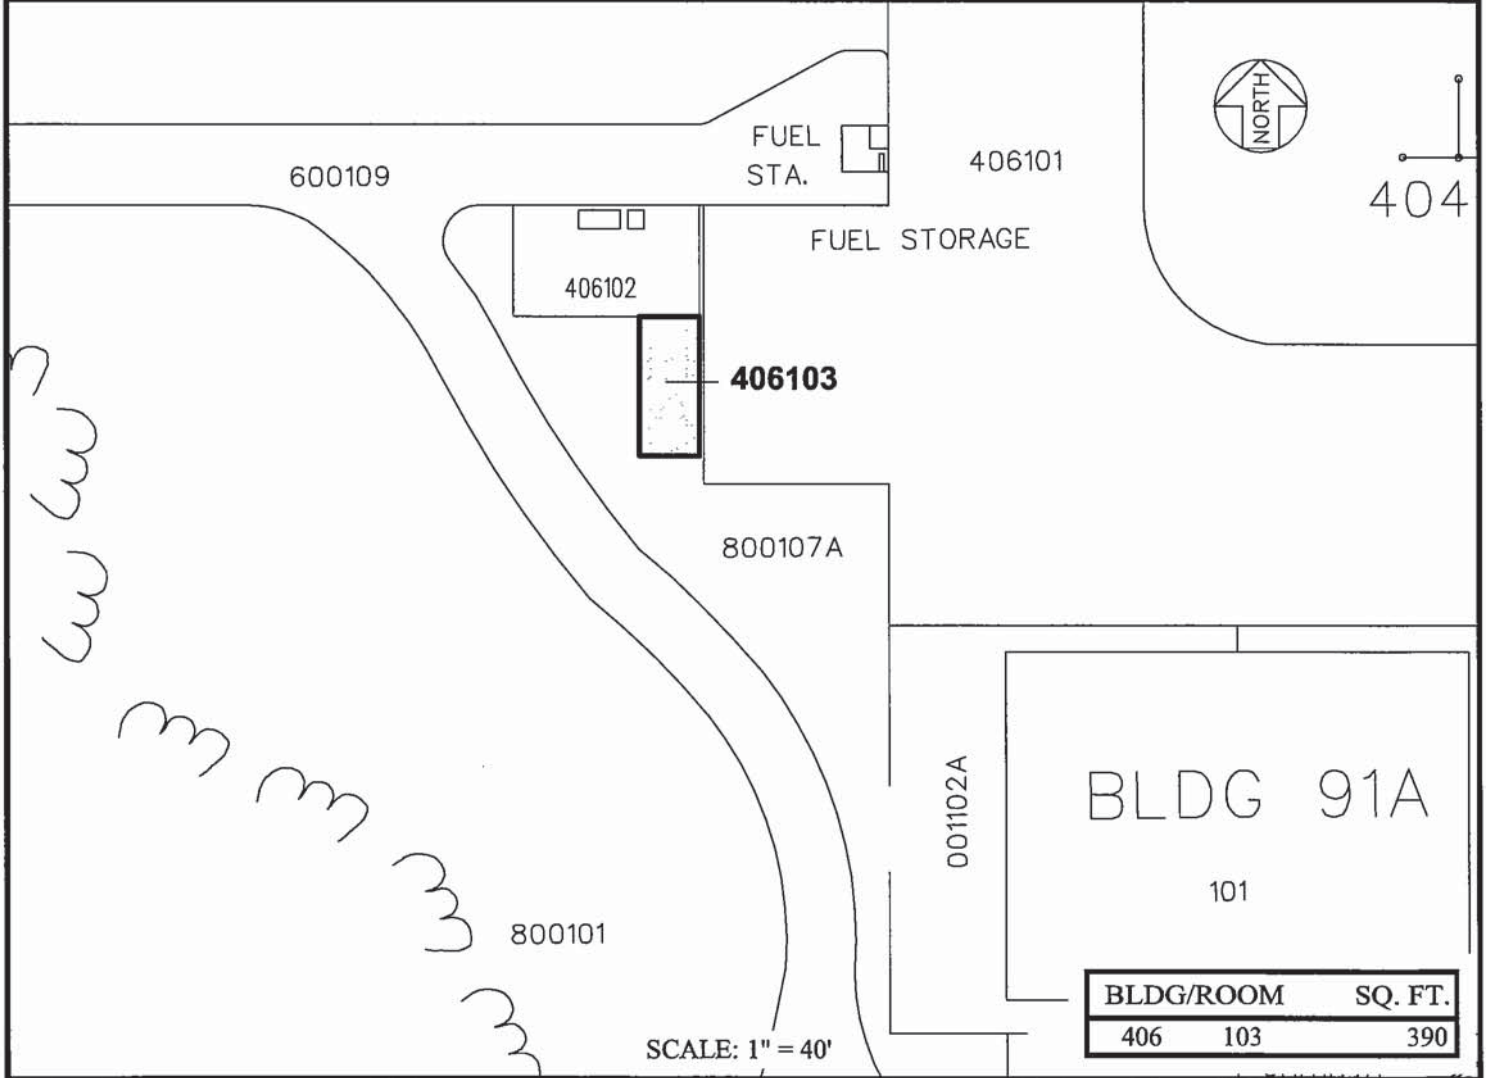 NORTH
FUEL
STA.
600109
406101
404
FUEL STORAGE
406102
406103
800107A
001102A
BLDG 91A
101
800101
BLDG/ROOM SQ. FT.
406 103 390
SCALE: 1" = 40'